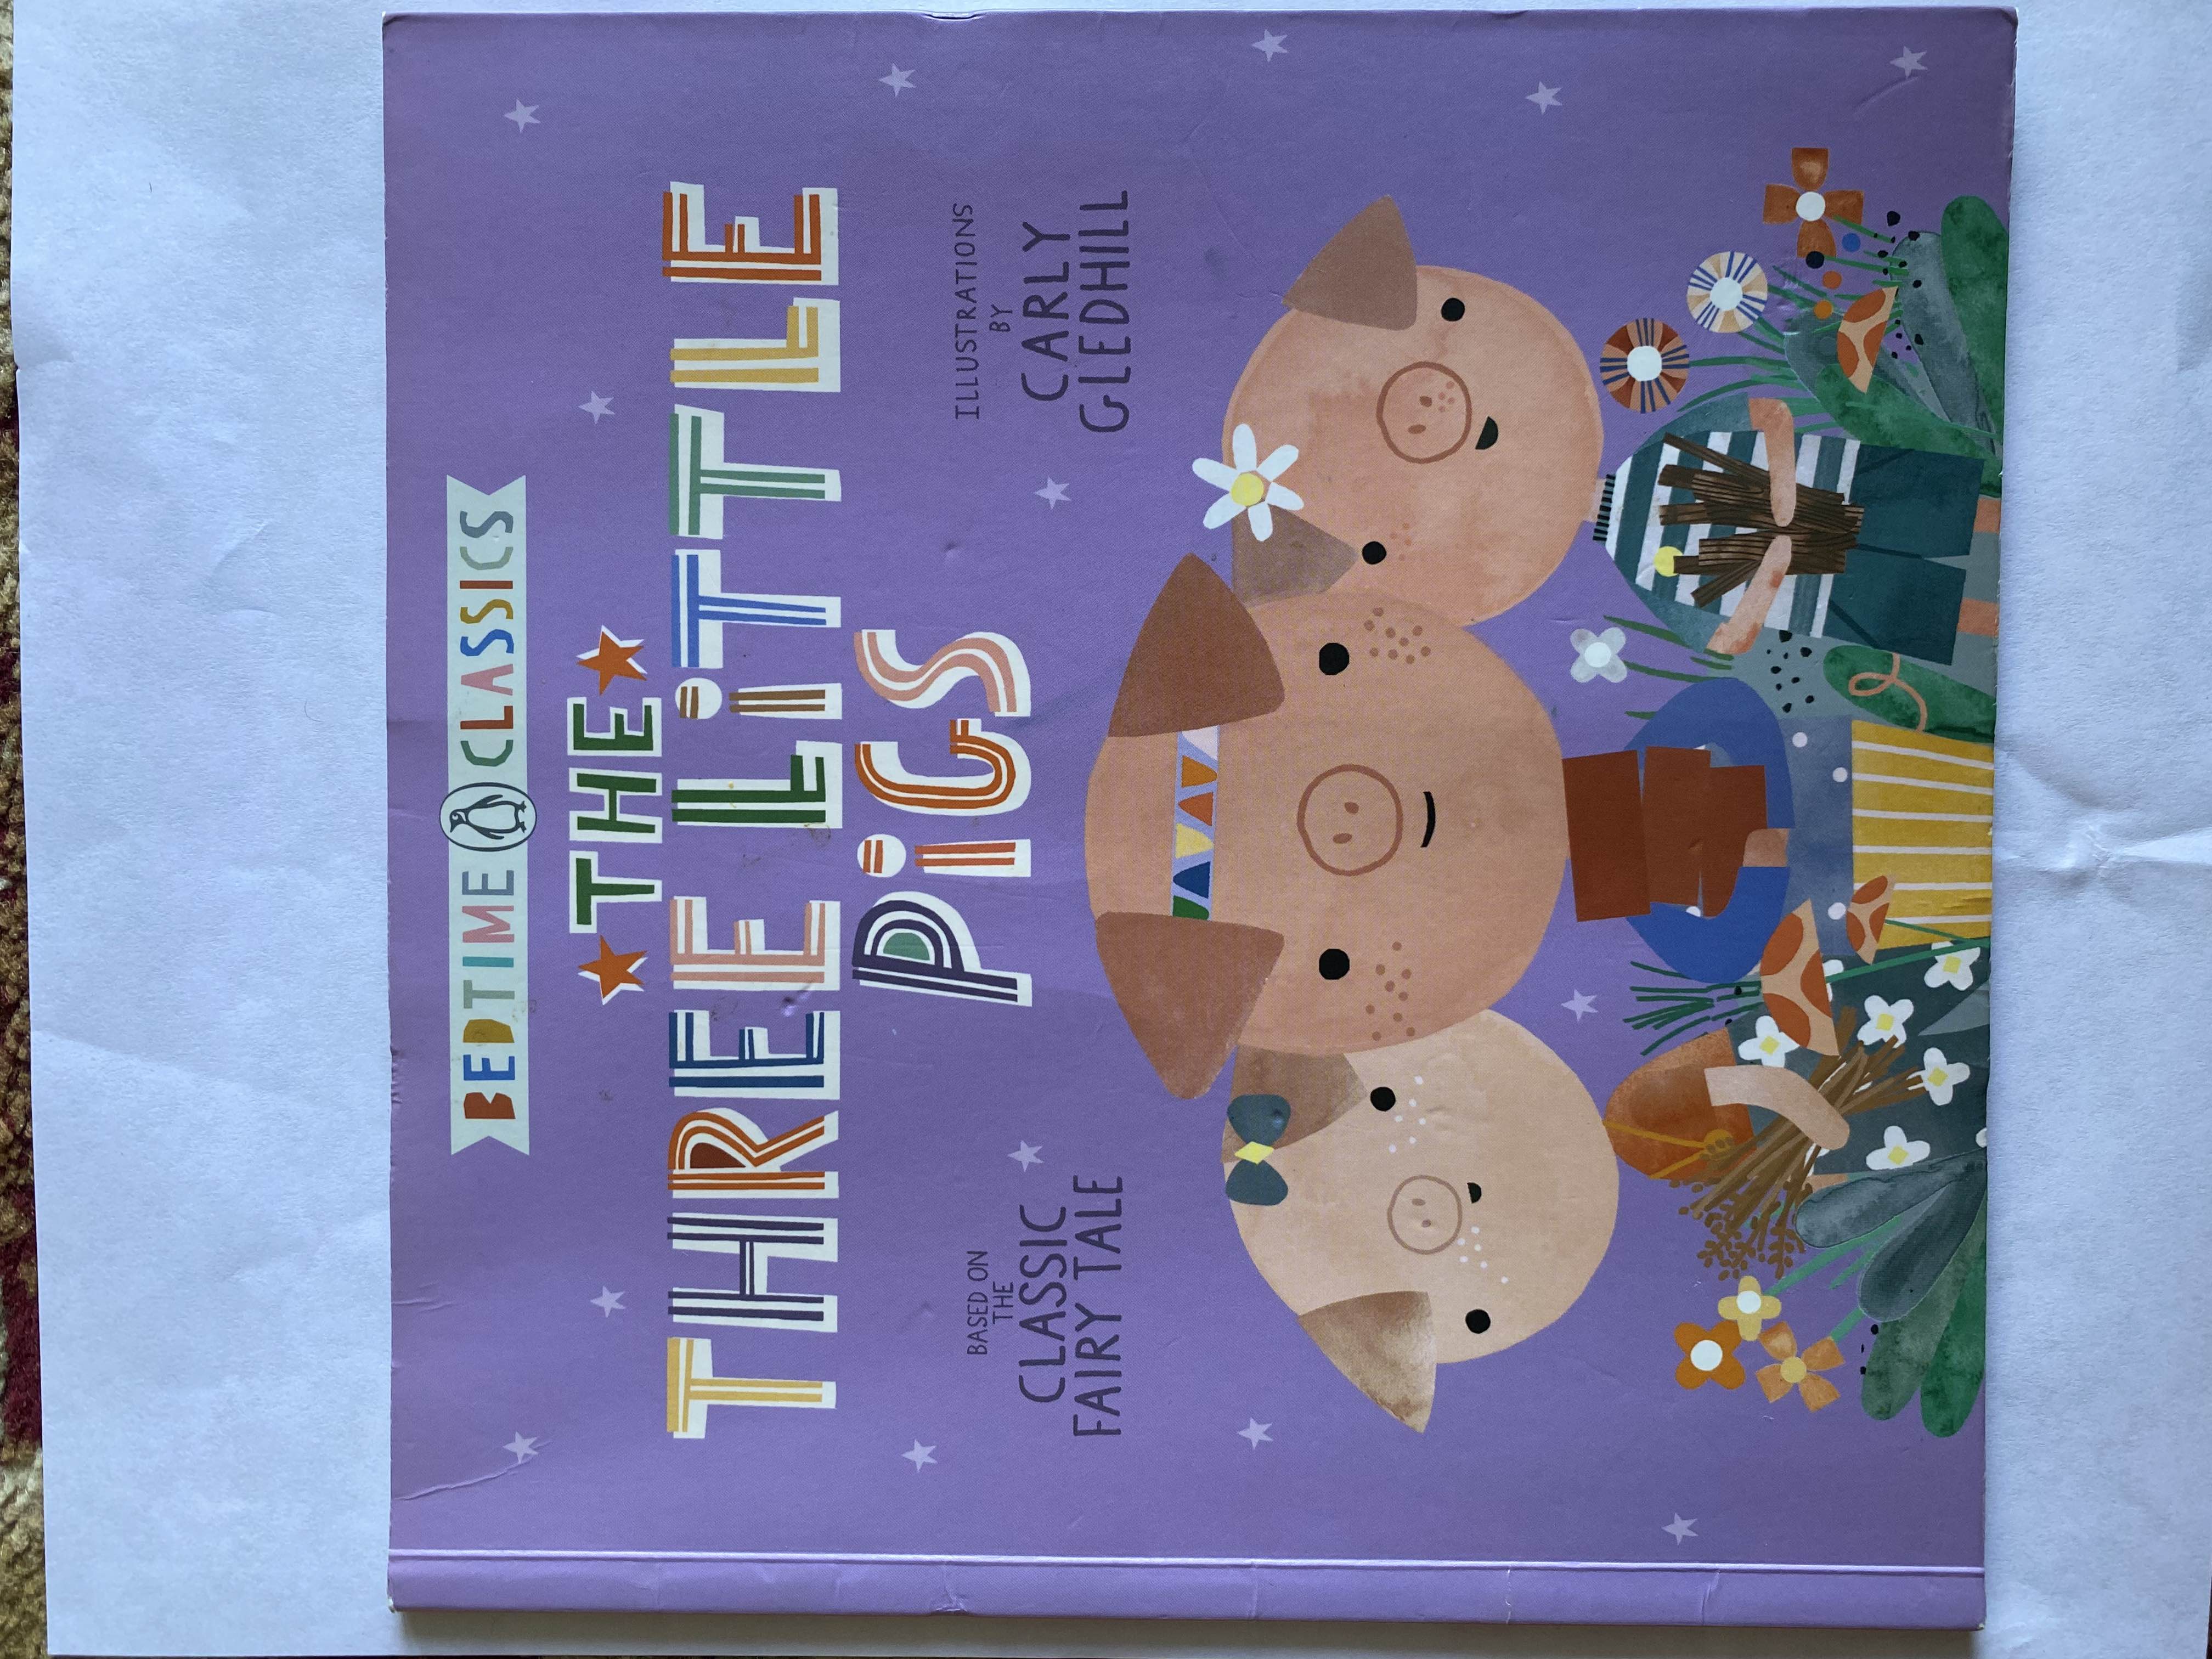 BEDTIME CLASSICS
THE
THREE LiTTLE
PiGS
BASED ON
THE
CLASSIC
FAIRY TALE
ILLUSTRATIONS
BY
CARLY
GLEDHILL